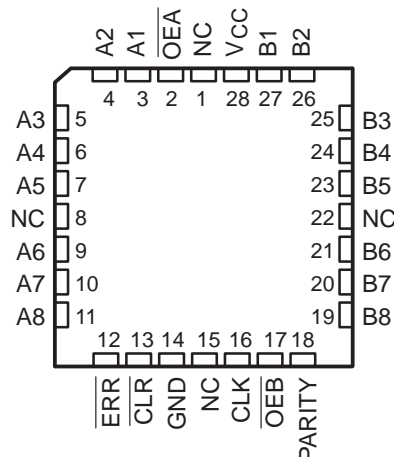 A2 A1 OEA NC VCC B1 B2
4 3 2 1 28 27 26
A3 5 25 B3
A4 6 24 B4
A5 7 23 B5
NC 8 22 NC
A6 9 21 B6
A7 10 20 B7
A8 11 19 B8
12 13 14 15 16 17 18
ERR CLR GND NC CLK OEB PARITY